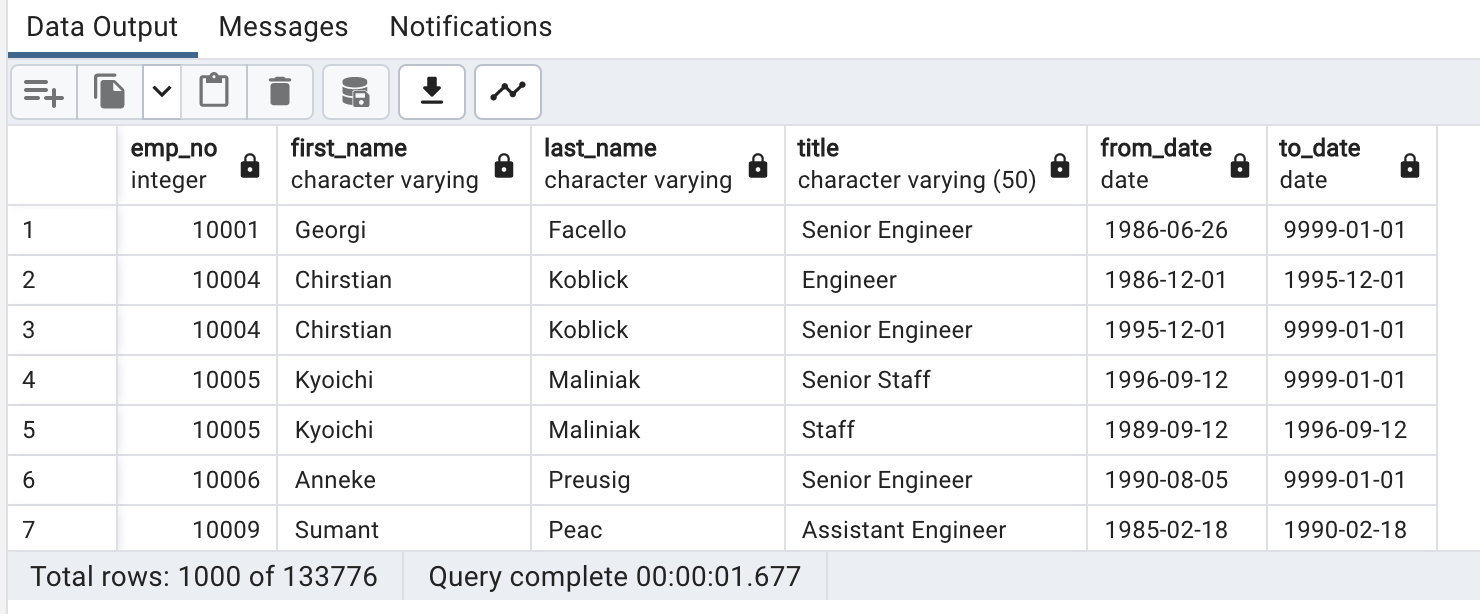 Data Output Messages Notifications
emp_no first_name last_name title from_date to_date
integer character varying character varying character varying (50) date date
1 10001 Georgi Facello Senior Engineer 1986-06-26 9999-01-01
2 10004 Chirstian Koblick Engineer 1986-12-01 1995-12-01
3 10004 Chirstian Koblick Senior Engineer 1995-12-01 9999-01-01
4 10005 Kyoichi Maliniak Senior Staff 1996-09-12 9999-01-01
5 10005 Kyoichi Maliniak Staff 1989-09-12 1996-09-12
6 10006 Anneke Preusig Senior Engineer 1990-08-05 9999-01-01
7 10009 Sumant Peac Assistant Engineer 1985-02-18 1990-02-18
Total rows: 1000 of 133776 Query complete 00:00:01.677